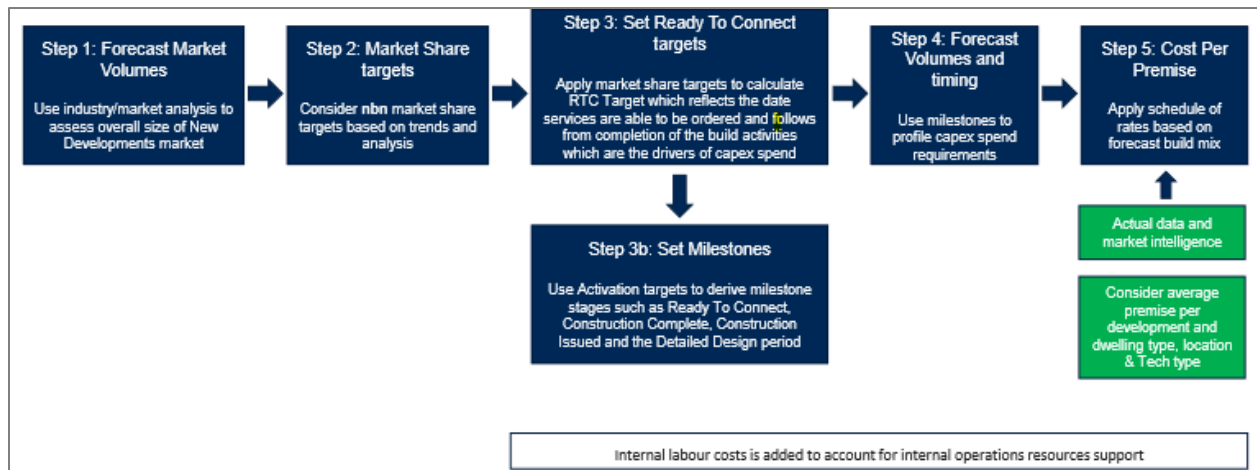 Step 1: Forecast Market
Volumes
Use industry/market analysis to
assess overall size of New
Developments market
Step 2: Market Share
targets
Consider nbn market share
targets based on trends and
analysis
Step 3: Set Ready To Connect
targets
Apply market share targets to calculate
RTC Target which reflects the date
services are able to be ordered and follows
from completion of the build activities
which are the drivers of capex spend
Step 3b: Set Milestones
Use Activation targets to derive milestone
stages such as Ready To Connect,
Construction Complete, Construction
Issued and the Detailed Design period
Step 4: Forecast
Volumes and timing
Use milestones to
profile capex spend
requirements
Step 5: Cost Per
Premise
Apply schedule of
rates based on
forecast build mix
Actual data and
market intelligence
Consider average
premise per
development and
dwelling type, location
& Tech type
Internal labour costs is added to account for internal operations resources support